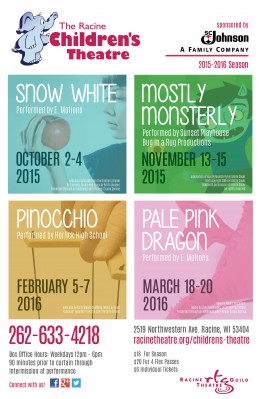 The Racine
Children's
Theatre
sponsored by
SC Johnson
A Family Company
2015-2016 Season
SNOW WHITE
Performed by E. Motions
OCTOBER 2-4
2015
MOSTLY
MONSTERLY
Performed by Sunset Playhouse
Bug in a Rug Productions
NOVEMBER 13-15
2015
PINOCCHIO
Performed by Horlick High School
FEBRUARY 5-7
2016
PALE PINK
DRAGON
Performed by E. Motions
MARCH 18-20
2016
262-633-4218
Box Office Hours: Weekdays 12pm - 6pm
90 minutes prior to curtain through
intermission at performance
Connect with us!
2519 Northwestern Ave. Racine, WI 53404
racinetheatre.org/childrens-theatre
$18 For Season
$20 For 4 Flex Passes
$6 Individual Tickets
Racine
Theatre Guild